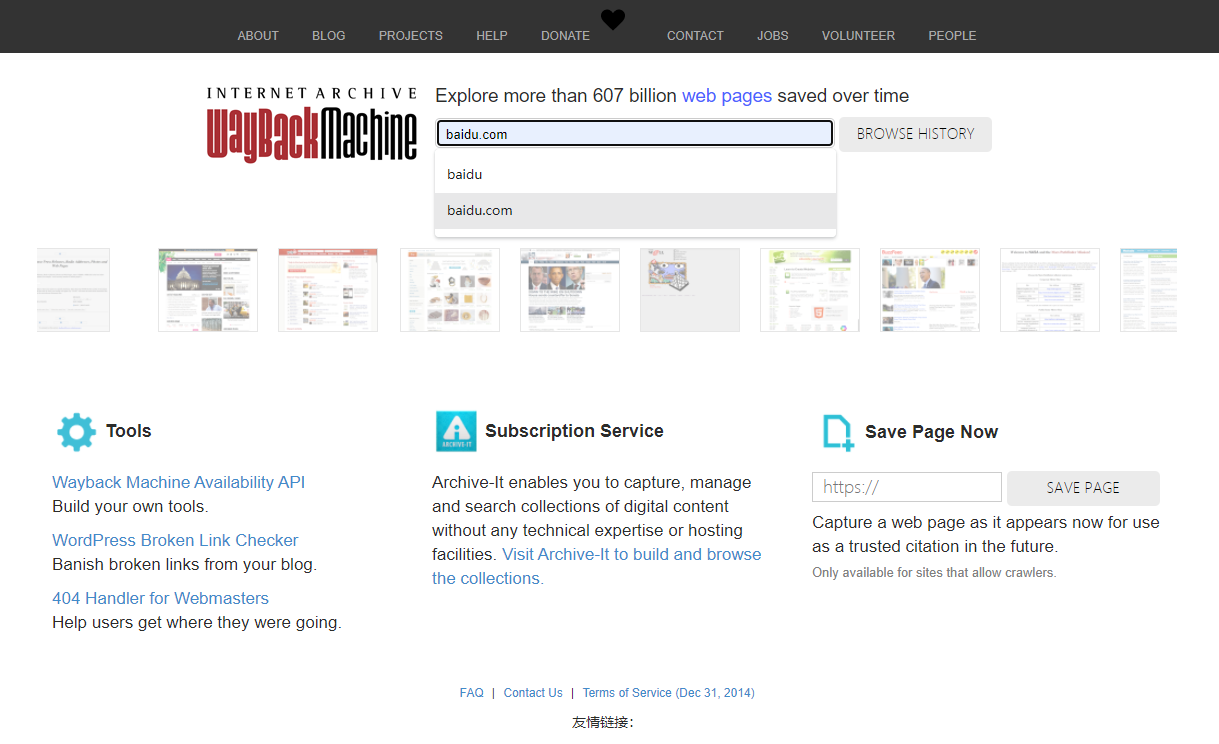 ABOUT BLOG PROJECTS HELP DONATE CONTACT JOBS VOLUNTEER PEOPLE
INTERNET ARCHIVE
WayBackMachine
Explore more than 607 billion web pages saved over time
baidu.com
BROWSE HISTORY
baidu
baidu.com
Tools
Wayback Machine Availability API
Build your own tools.
WordPress Broken Link Checker
Banish broken links from your blog.
404 Handler for Webmasters
Help users get where they were going.
ARCHIVE-IT
Subscription Service
Archive-It enables you to capture, manage
and search collections of digital content
without any technical expertise or hosting
facilities. Visit Archive-It to build and browse
the collections.
Save Page Now
https://
SAVE PAGE
Capture a web page as it appears now for use
as a trusted citation in the future.
Only available for sites that allow crawlers.
FAQ | Contact Us | Terms of Service (Dec 31, 2014)
友情链接：